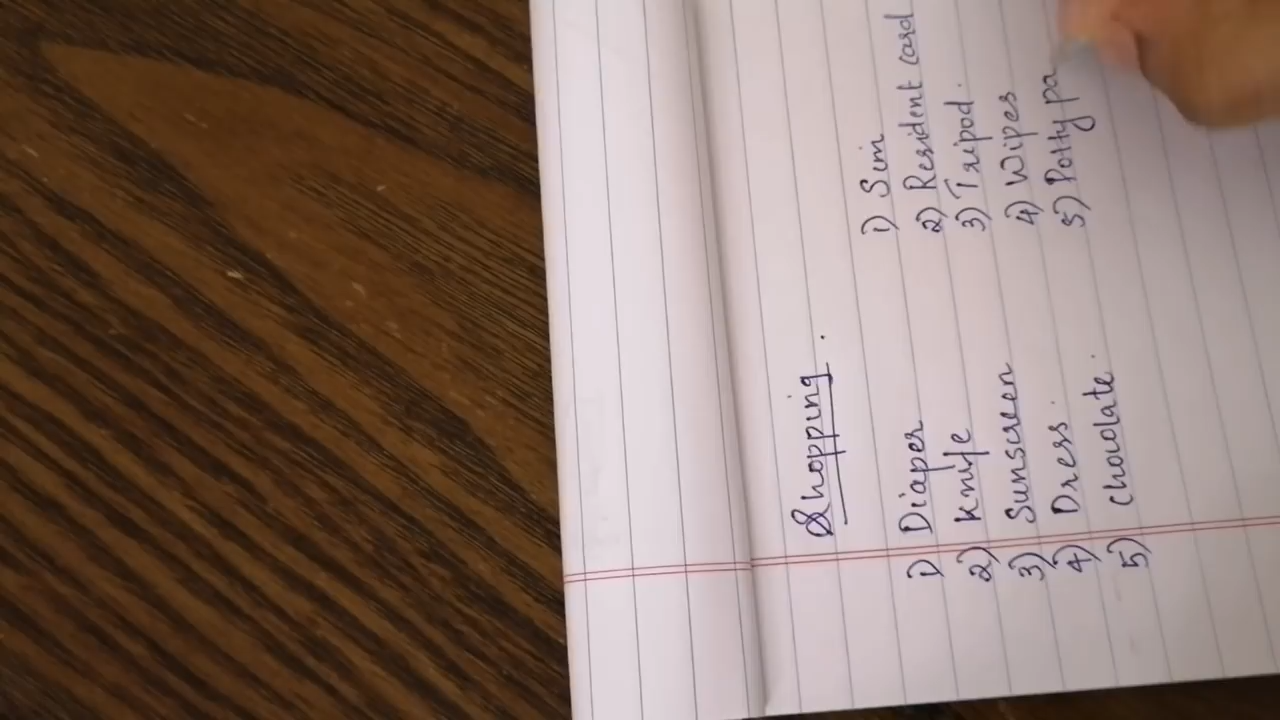 Shopping.
1) Diaper
2) Knife
3) Sunscreen
4) Dress.
5) Chocolate.
1) Sim
2) Resident card
3) Tripod.
4) Wipes
5) Potty pa